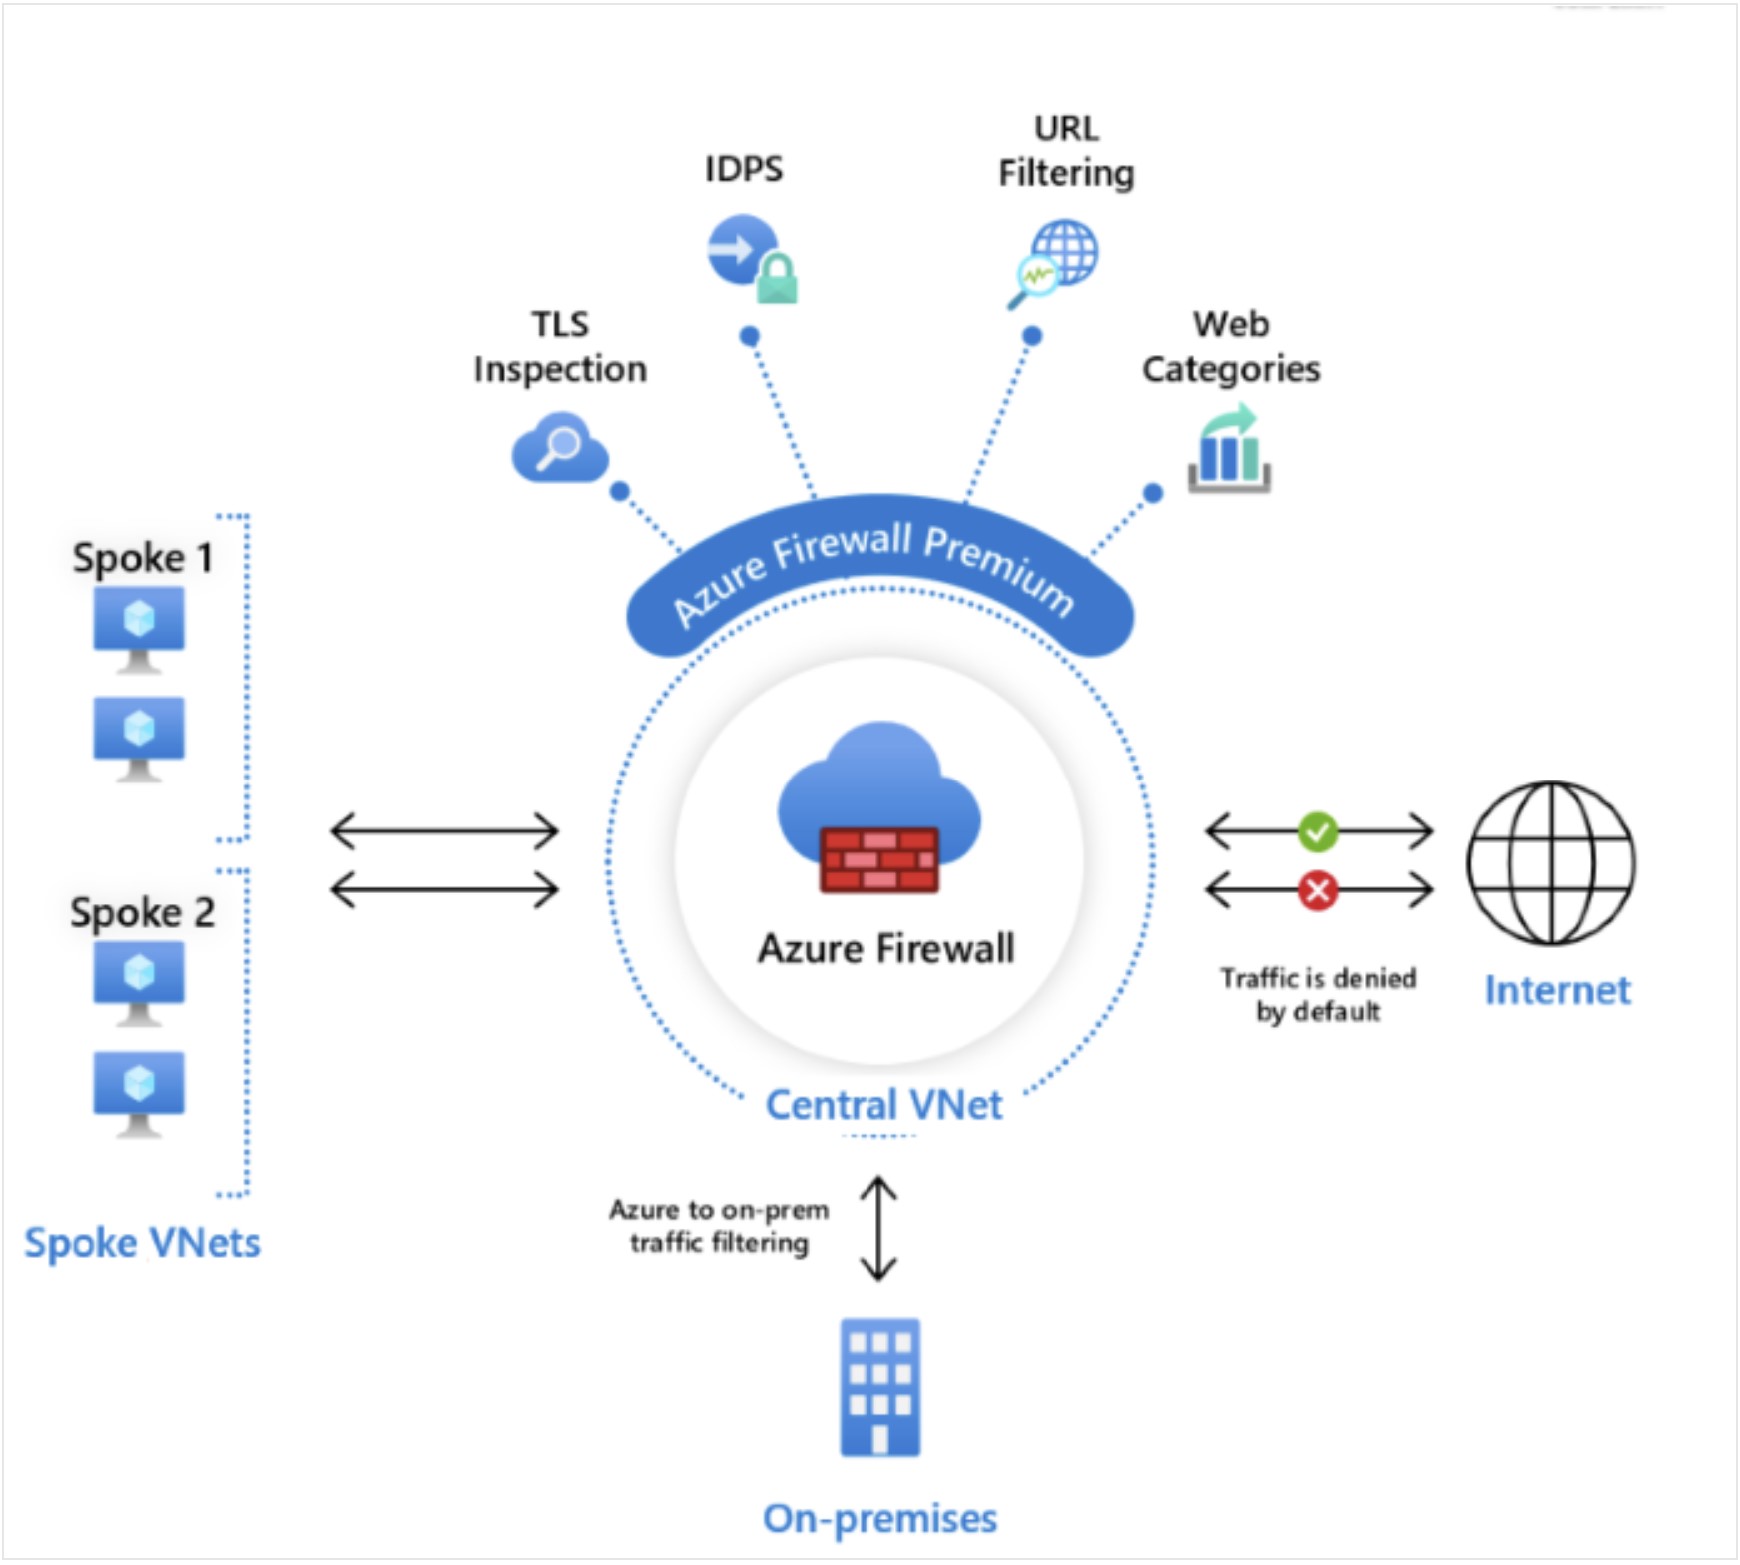 URL
Filtering
IDPS
TLS
Inspection
Web
Categories
Azure Firewall Premium
Spoke 1
Spoke 2
Spoke VNets
Azure Firewall
Central VNet
Traffic is denied
by default
Internet
Azure to on-prem
traffic filtering
On-premises